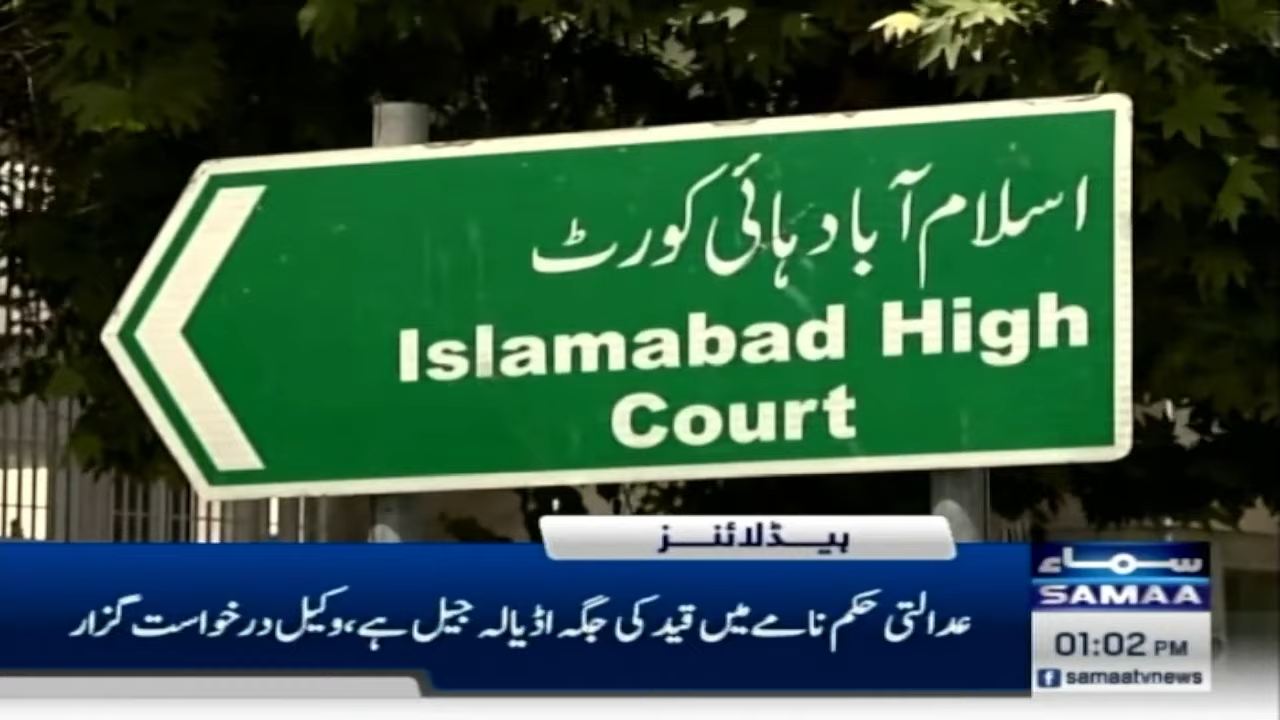 اسلام آباد ہائی کورٹ
Islamabad High
Court
ہیڈلائنز
عدالتی حکم نامے میں قید کی جگہ اڈیالہ جیل ہے، وکیل درخواست گزار
سماء
SAMAA
01:02 PM
samaatvnews